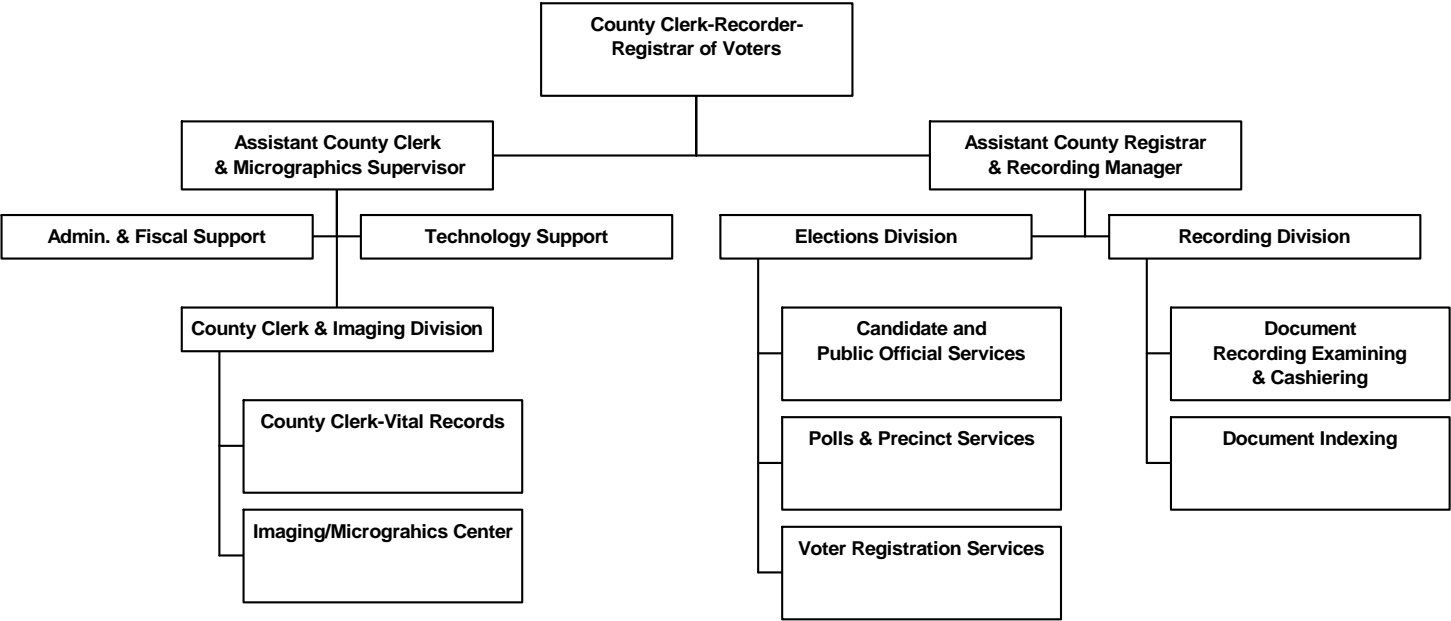 County Clerk-Recorder-
Registrar of Voters
Assistant County Clerk
& Micrographics Supervisor
Assistant County Registrar
& Recording Manager
Admin. & Fiscal Support
Technology Support
Elections Division
Recording Division
County Clerk & Imaging Division
Candidate and
Public Official Services
Document
Recording Examining
& Cashiering
County Clerk-Vital Records
Polls & Precinct Services
Document Indexing
Imaging/Microgra​hics Center
Voter Registration Services